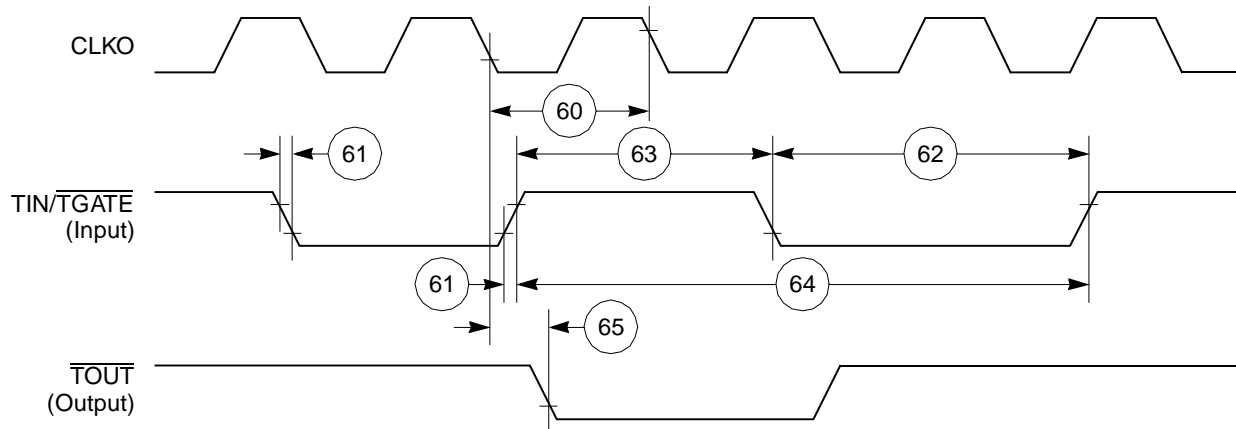 CLKO
60
61
63
62
TIN/TGATE
(Input)
61
64
65
TOUT
(Output)